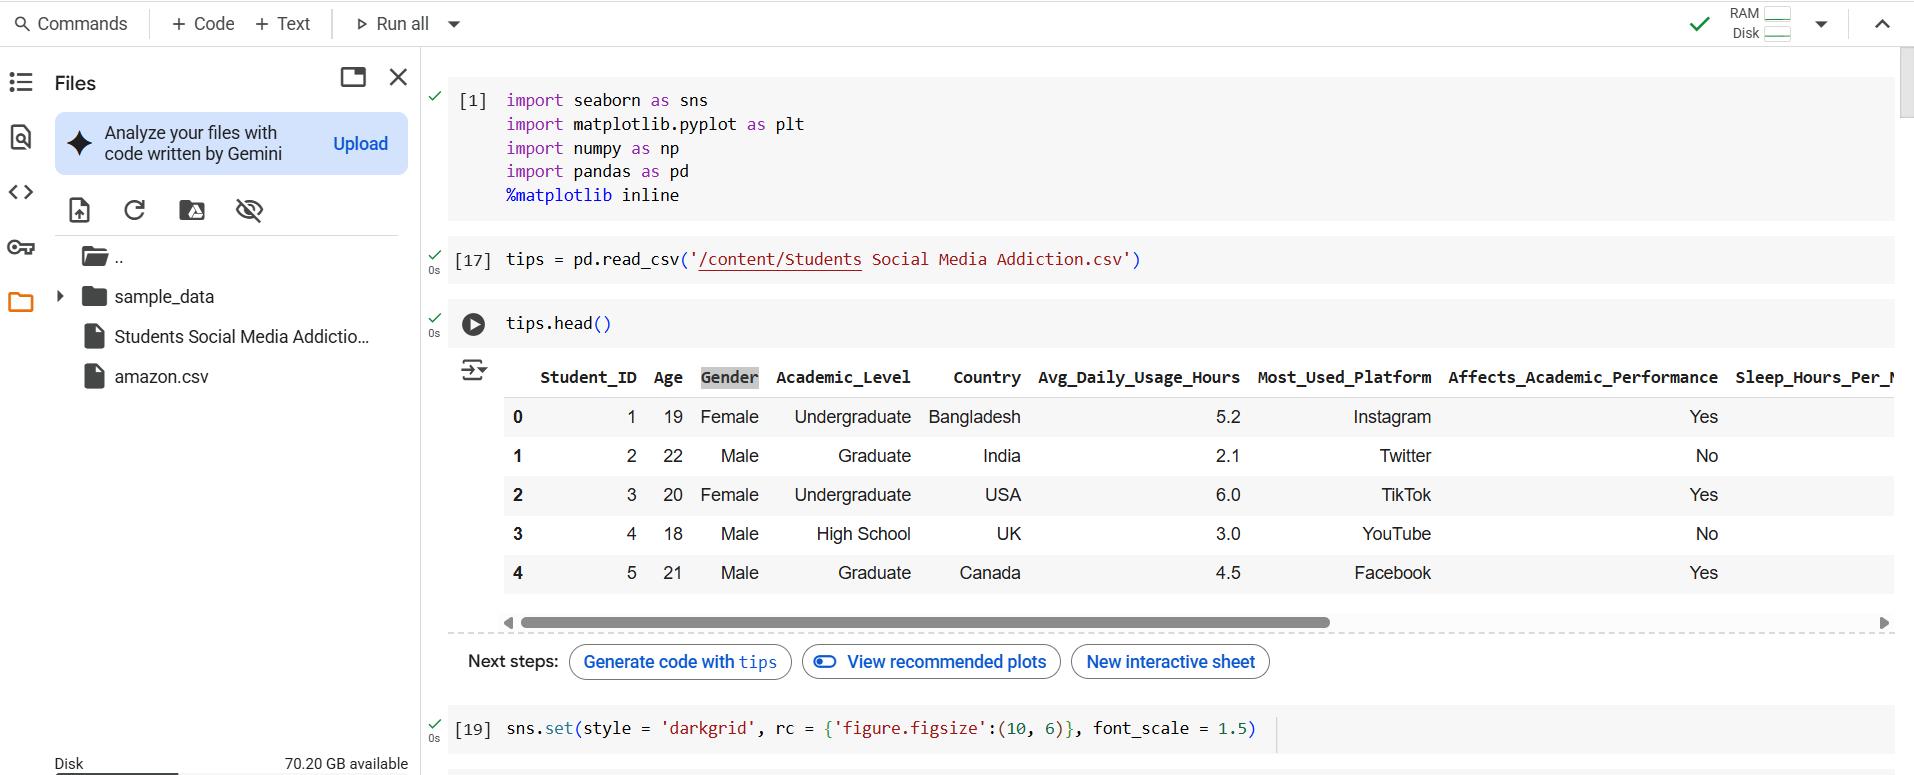 Commands + Code + Text Run all
RAM
Disk
Files
Analyze your files with
code written by Gemini
Upload
..
sample_data
Students Social Media Addictio...
amazon.csv
Disk 70.20 GB available
[1] import seaborn as sns
import matplotlib.pyplot as plt
import numpy as np
import pandas as pd
%matplotlib inline
[17] tips = pd.read_csv('/content/Students Social Media Addiction.csv')
0s
tips.head()
0s
Student_ID Age Gender Academic_Level Country Avg_Daily_Usage_Hours Most_Used_Platform Affects_Academic_Performance Sleep_Hours_Per_N
0 1 19 Female Undergraduate Bangladesh 5.2 Instagram Yes
1 2 22 Male Graduate India 2.1 Twitter No
2 3 20 Female Undergraduate USA 6.0 TikTok Yes
3 4 18 Male High School UK 3.0 YouTube No
4 5 21 Male Graduate Canada 4.5 Facebook Yes
Next steps: Generate code with tips View recommended plots New interactive sheet
[19] sns.set(style = 'darkgrid', rc = {'figure.figsize':(10, 6)}, font_scale = 1.5)
0s